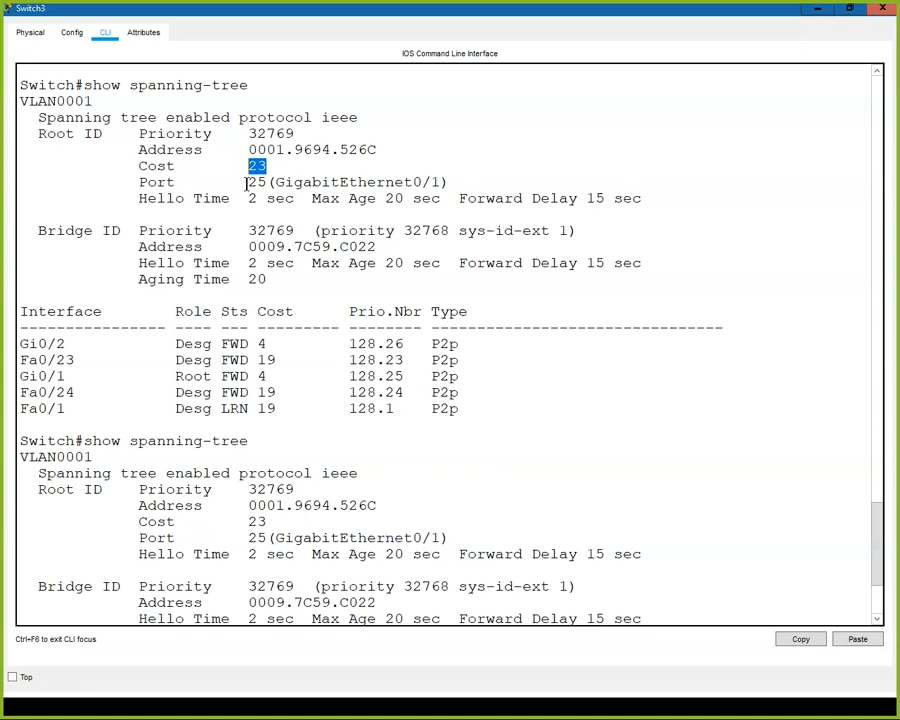 Switch3
Physical Config CLI Attributes
IOS Command Line Interface
Switch#show spanning-tree
VLAN0001
Spanning tree enabled protocol ieee
Root ID Priority 32769
Address 0001.9694.526C
Cost 23
Port 25(GigabitEthernet0/1)
Hello Time 2 sec Max Age 20 sec Forward Delay 15 sec
Bridge ID Priority 32769 (priority 32768 sys-id-ext 1)
Address 0009.7C59.C022
Hello Time 2 sec Max Age 20 sec Forward Delay 15 sec
Aging Time 20
Interface Role Sts Cost Prio.Nbr Type
---------------- ---- --- --------- -------- --------------------------------
Gi0/2 Desg FWD 4 128.26 P2p
Fa0/23 Desg FWD 19 128.23 P2p
Gi0/1 Root FWD 4 128.25 P2p
Fa0/24 Desg FWD 19 128.24 P2p
Fa0/1 Desg LRN 19 128.1 P2p
Switch#show spanning-tree
VLAN0001
Spanning tree enabled protocol ieee
Root ID Priority 32769
Address 0001.9694.526C
Cost 23
Port 25(GigabitEthernet0/1)
Hello Time 2 sec Max Age 20 sec Forward Delay 15 sec
Bridge ID Priority 32769 (priority 32768 sys-id-ext 1)
Address 0009.7C59.C022
Hello Time 2 sec Max Age 20 sec Forward Delay 15 sec
Ctrl+F6 to exit CLI focus
Copy Paste
Top